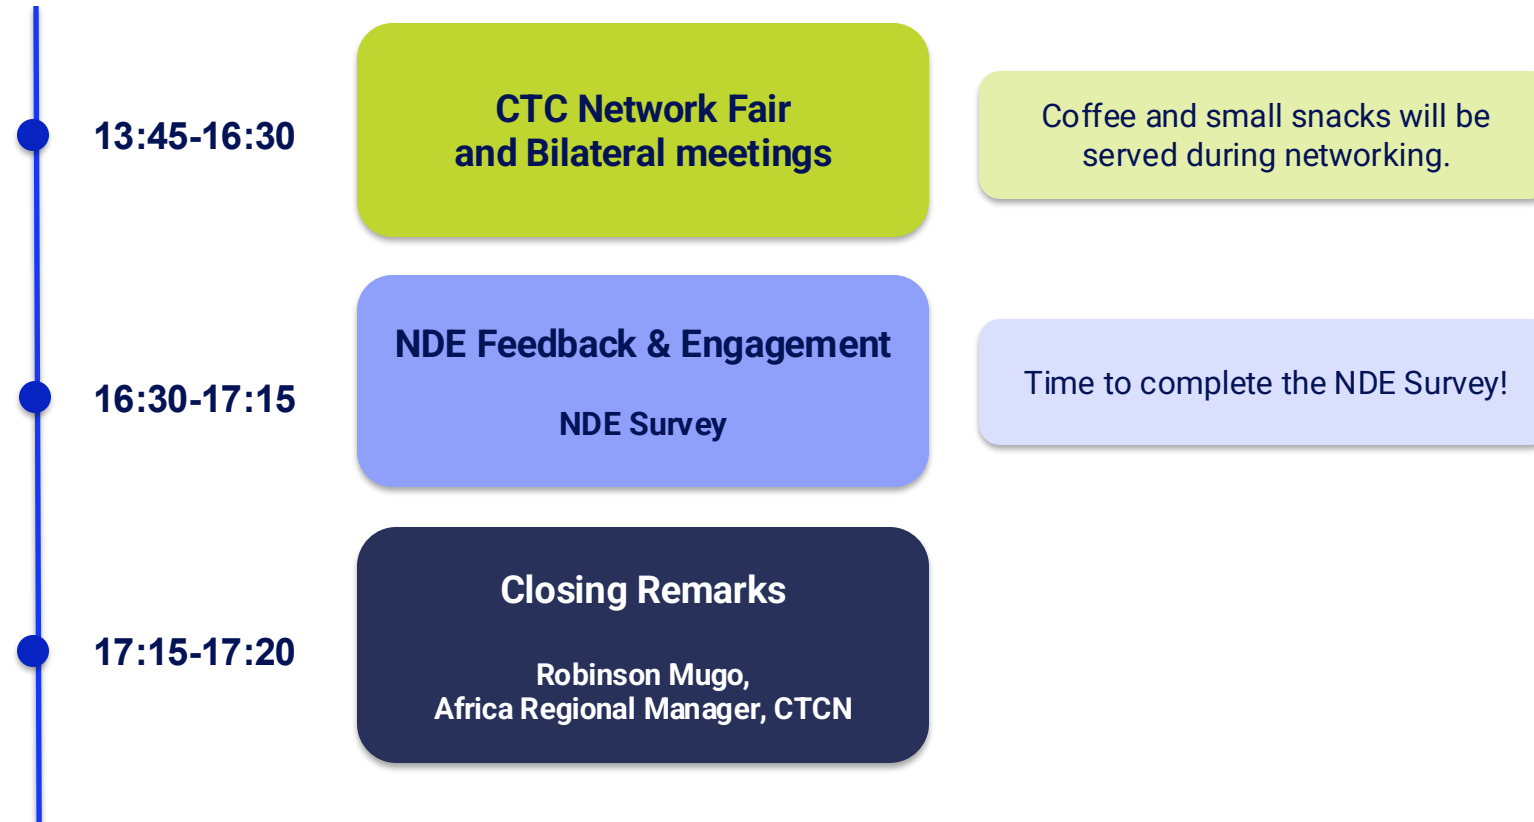 13:45-16:30
CTC Network Fair
and Bilateral meetings
Coffee and small snacks will be
served during networking.
16:30-17:15
NDE Feedback & Engagement
NDE Survey
Time to complete the NDE Survey!
17:15-17:20
Closing Remarks
Robinson Mugo,
Africa Regional Manager, CTCN